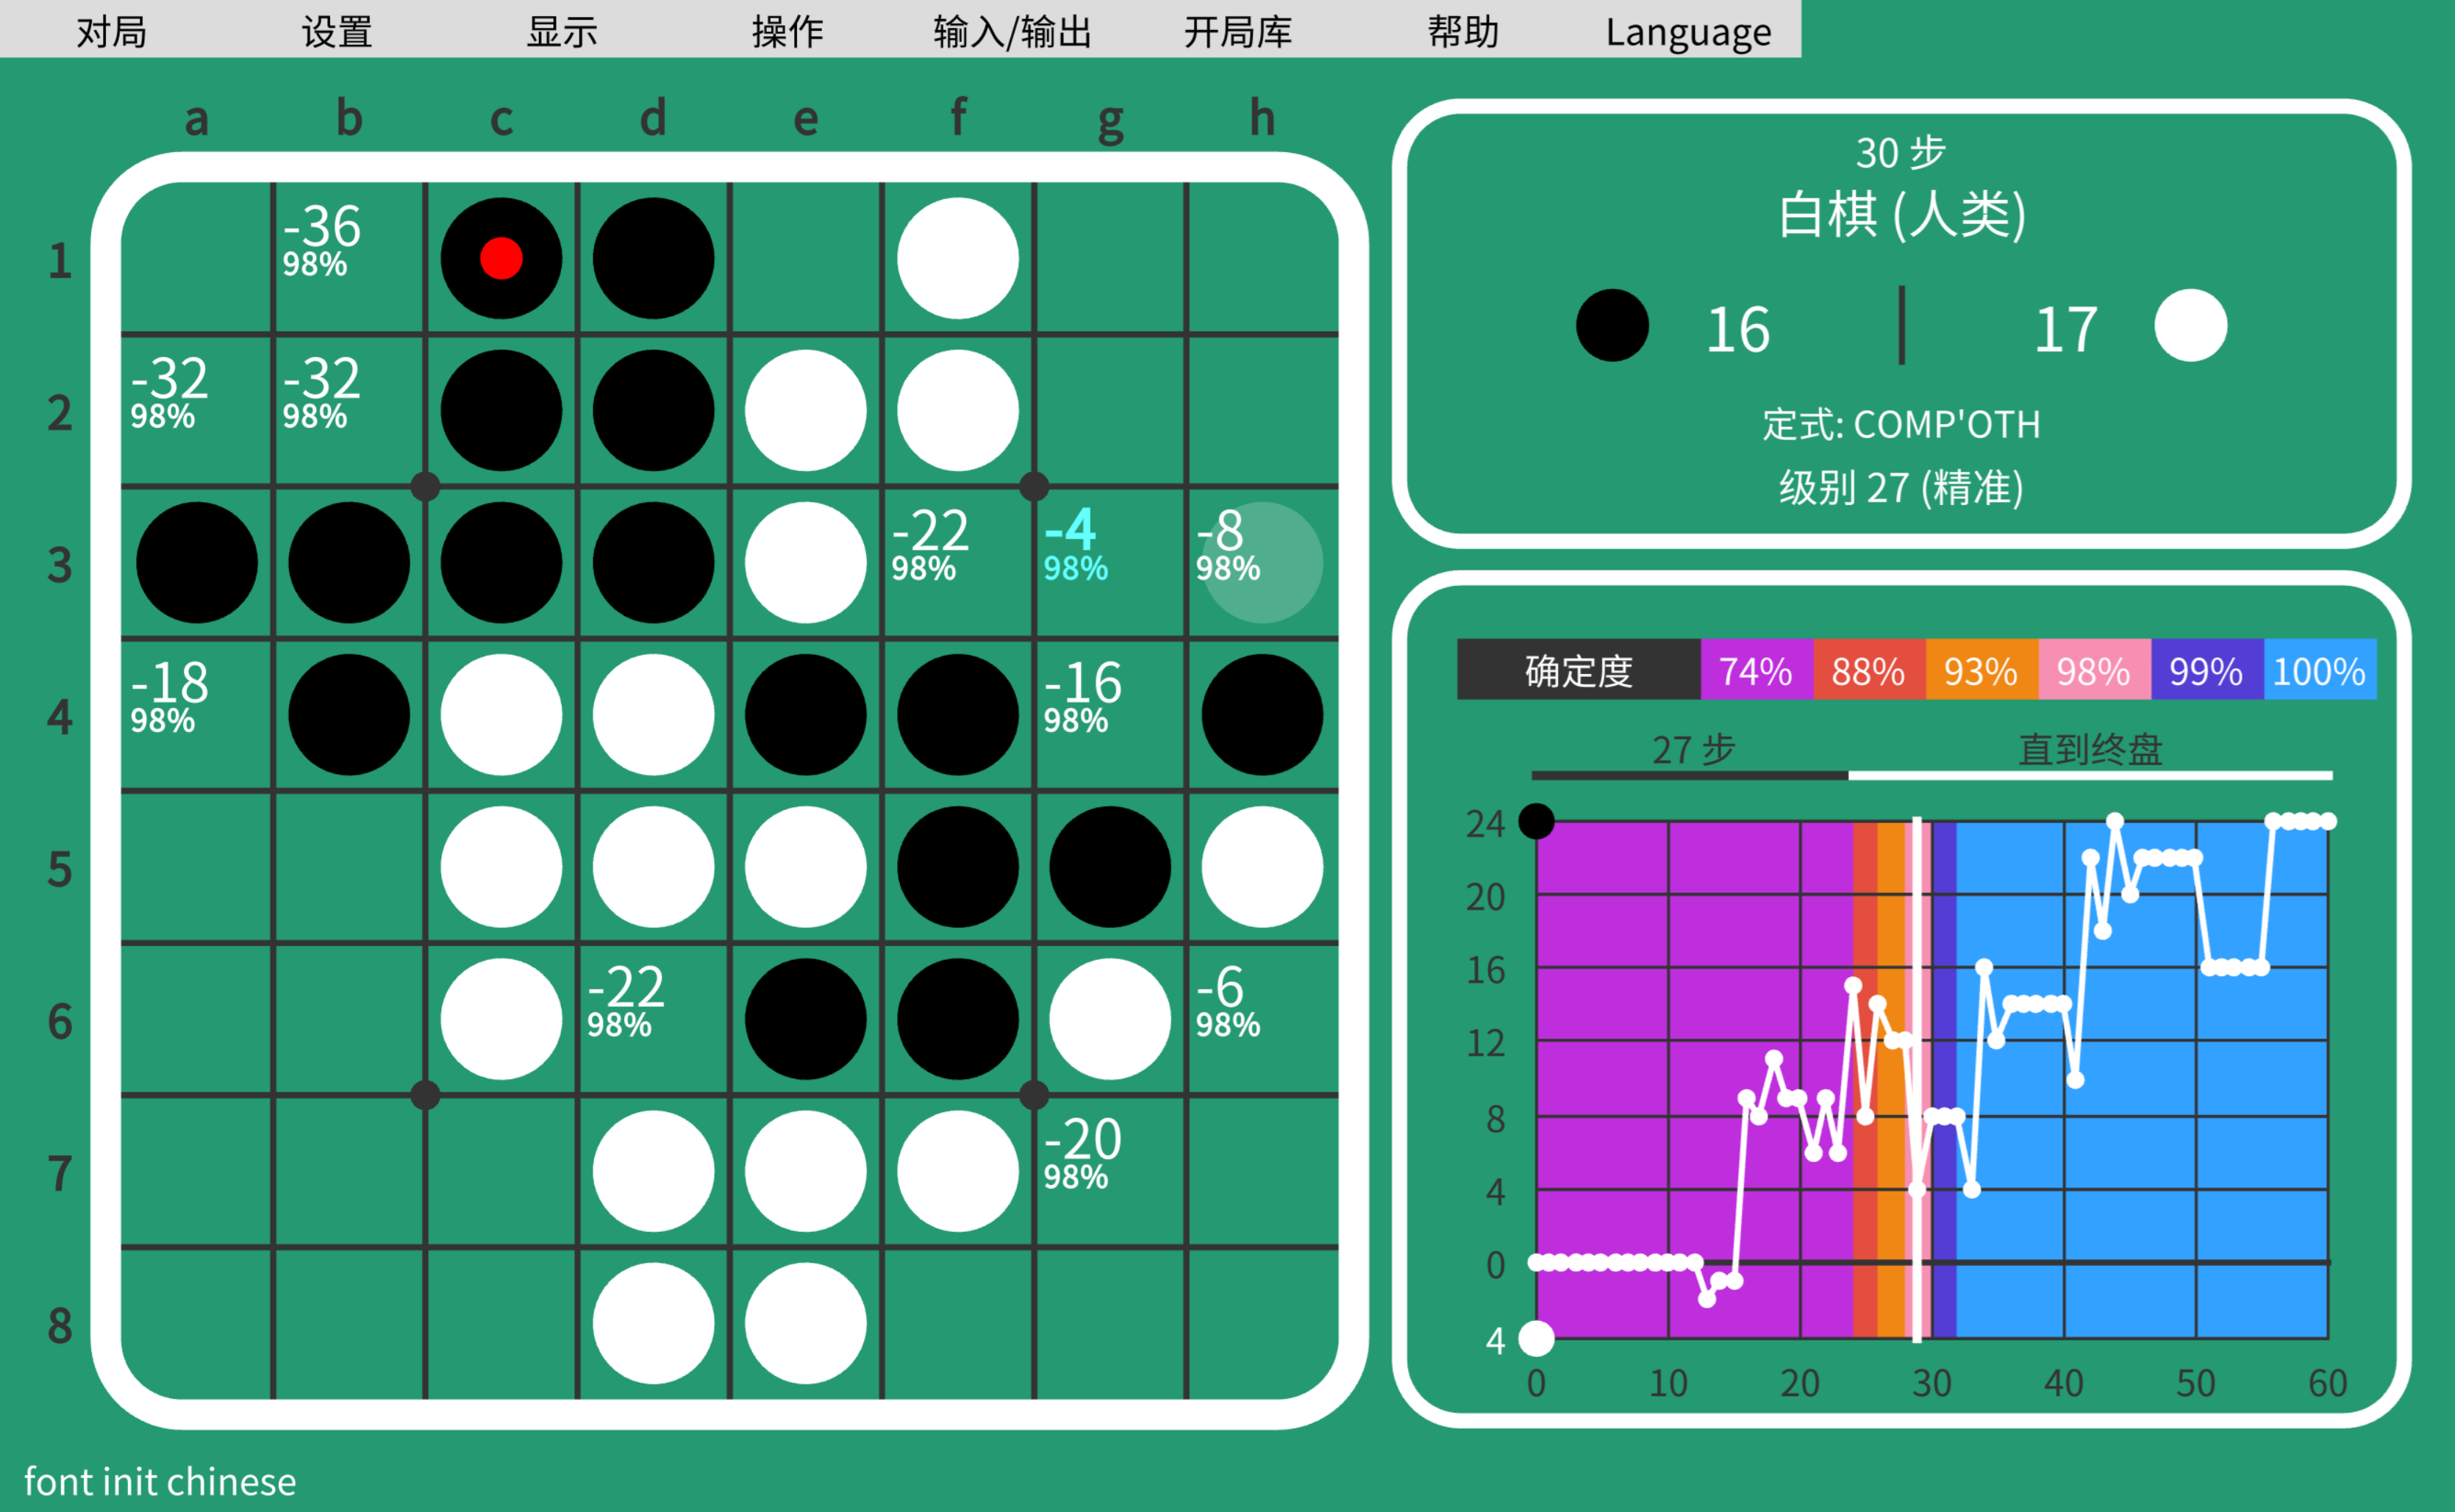 对局 设置 显示 操作 输入/输出 开局库 帮助 Language
a b c d e f g h
1 -36
98%
2 -32 -32
98% 98%
3 -22 -4 -8
98% 98% 98%
4 -18 -16
98% 98%
5
6 -22 -6
98% 98%
7 -20
98%
8
font init chinese
30 步
白棋 (人类)
16 17
定式: COMP'OTH
级别 27 (精准)
确定度 74% 88% 93% 98% 99% 100%
27 步 直到终盘
24
20
16
12
8
4
0
4
0 10 20 30 40 50 60